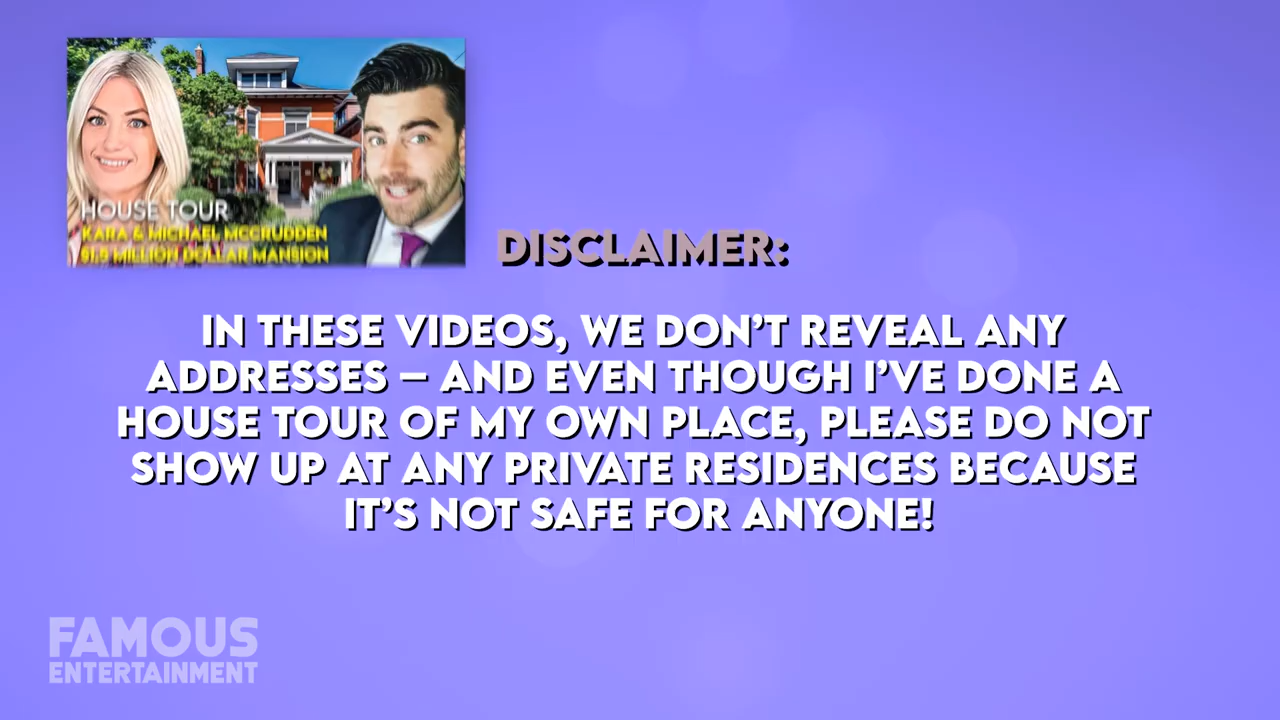 HOUSE TOUR
KARA & MICHAEL MCCRUDDEN
$1.5 MILLION DOLLAR MANSION
DISCLAIMER:
IN THESE VIDEOS, WE DON'T REVEAL ANY
ADDRESSES – AND EVEN THOUGH I'VE DONE A
HOUSE TOUR OF MY OWN PLACE, PLEASE DO NOT
SHOW UP AT ANY PRIVATE RESIDENCES BECAUSE
IT'S NOT SAFE FOR ANYONE!
FAMOUS
ENTERTAINMENT